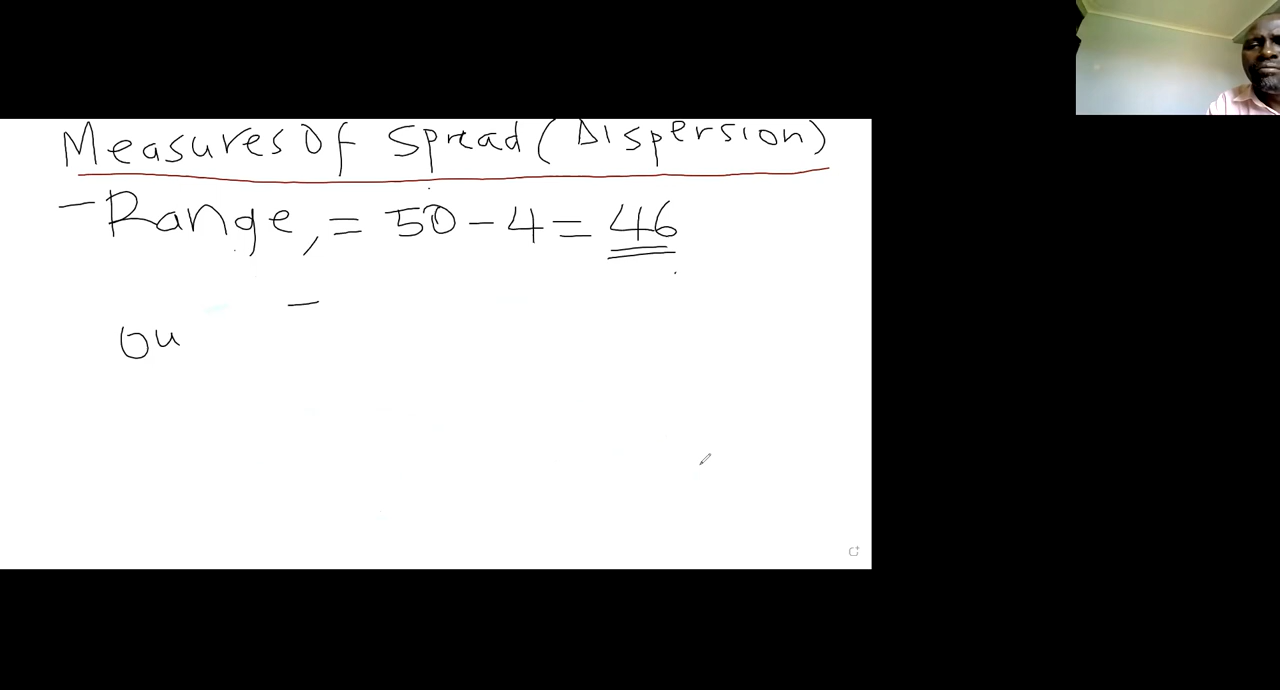 Measures Of Spread (Dispersion)
- Range, = 50 - 4 = 46
-
Ou